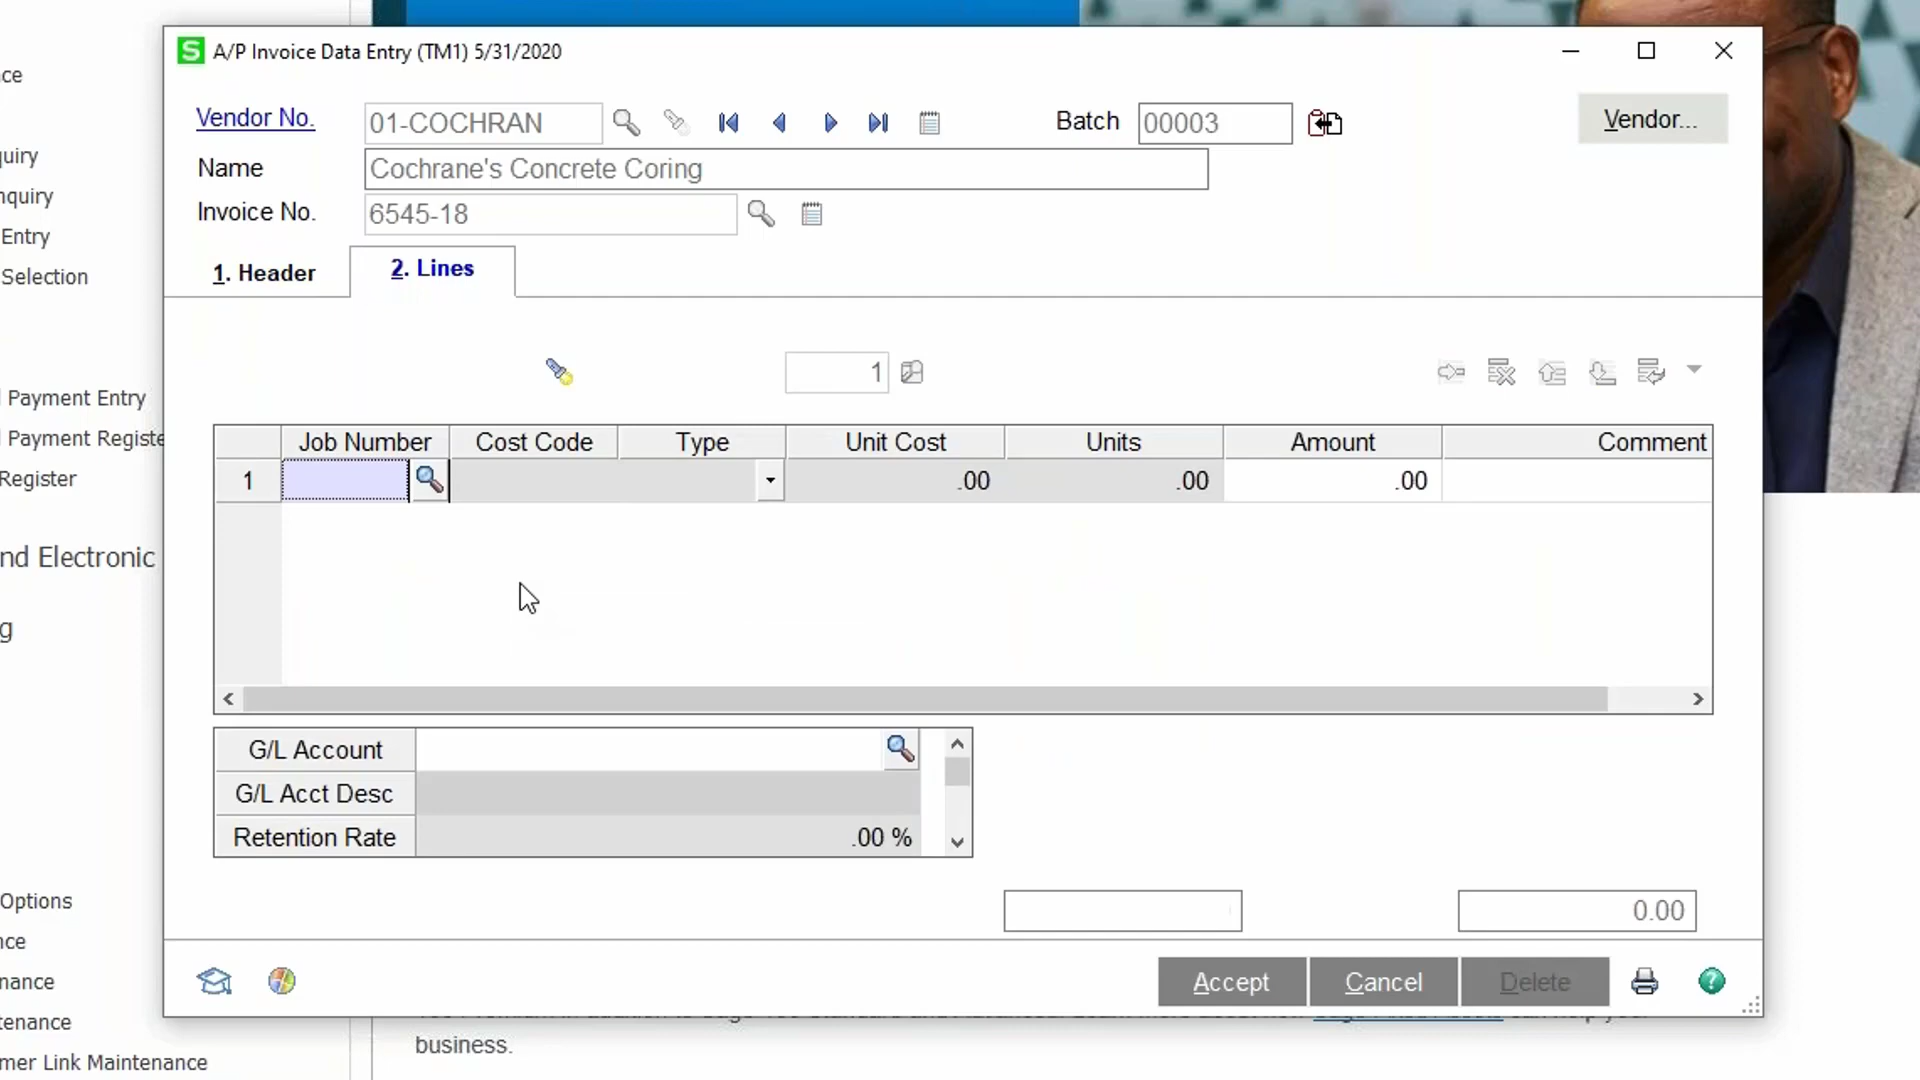 A/P Invoice Data Entry (TM1) 5/31/2020
Vendor No. 01-COCHRAN Batch 00003 Vendor...
Name Cochrane's Concrete Coring
Invoice No. 6545-18
1. Header 2. Lines
1
Job Number Cost Code Type Unit Cost Units Amount Comment
1 .00 .00 .00
G/L Account
G/L Acct Desc
Retention Rate .00 %
0.00
Accept Cancel Delete
nce
quiry
nquiry
Entry
Selection
Payment Entry
Payment Registe
Register
nd Electronic
g
Options
nce
nance
tenance
mer Link Maintenance
business.